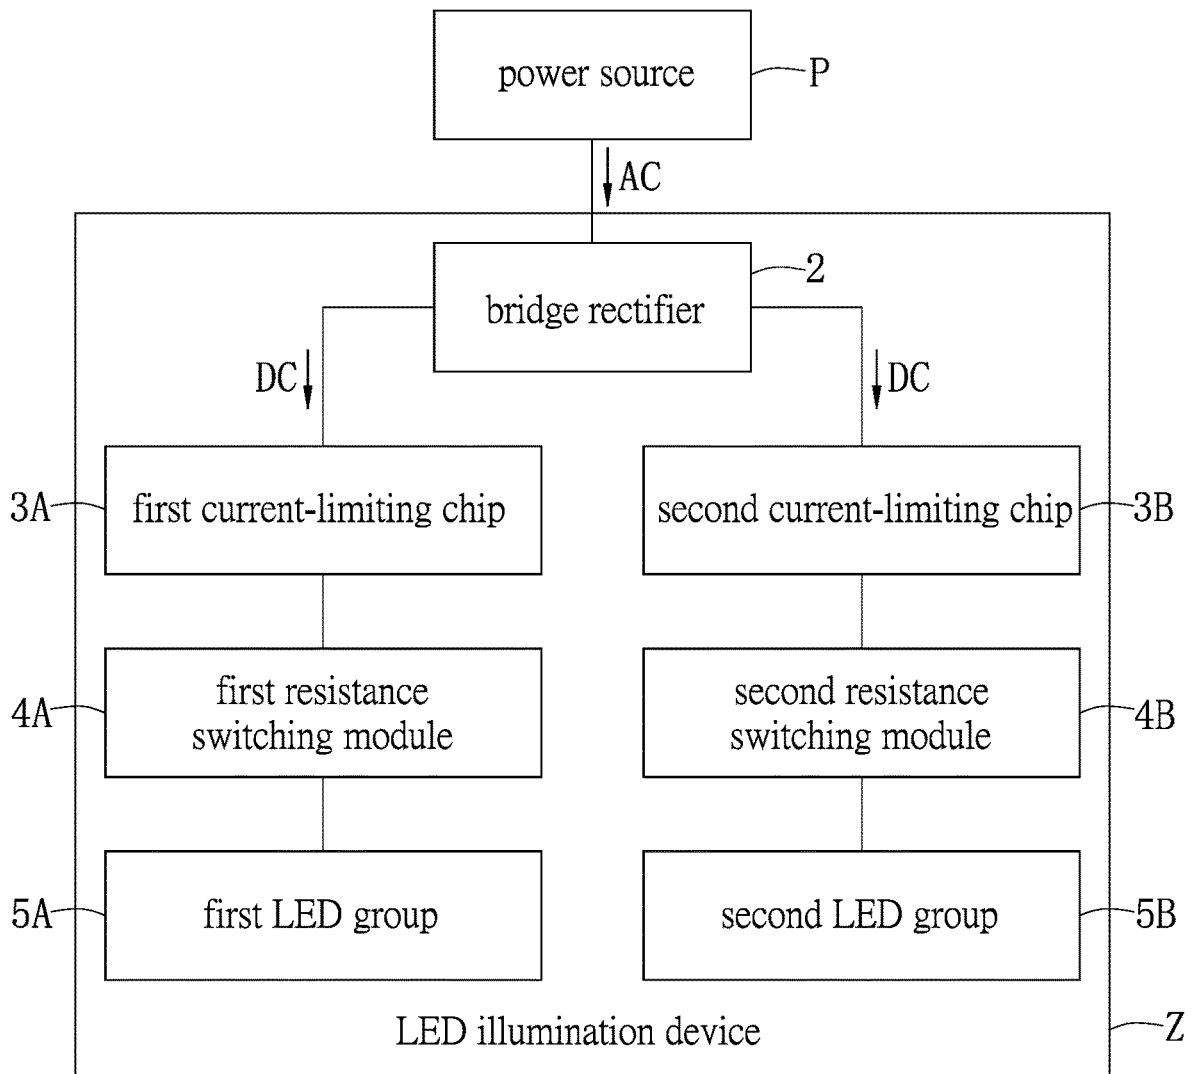 power source
P
AC
2
bridge rectifier
DC
DC
3A
first current-limiting chip
second current-limiting chip
3B
4A
first resistance
switching module
second resistance
switching module
4B
5A
first LED group
second LED group
5B
LED illumination device
Z